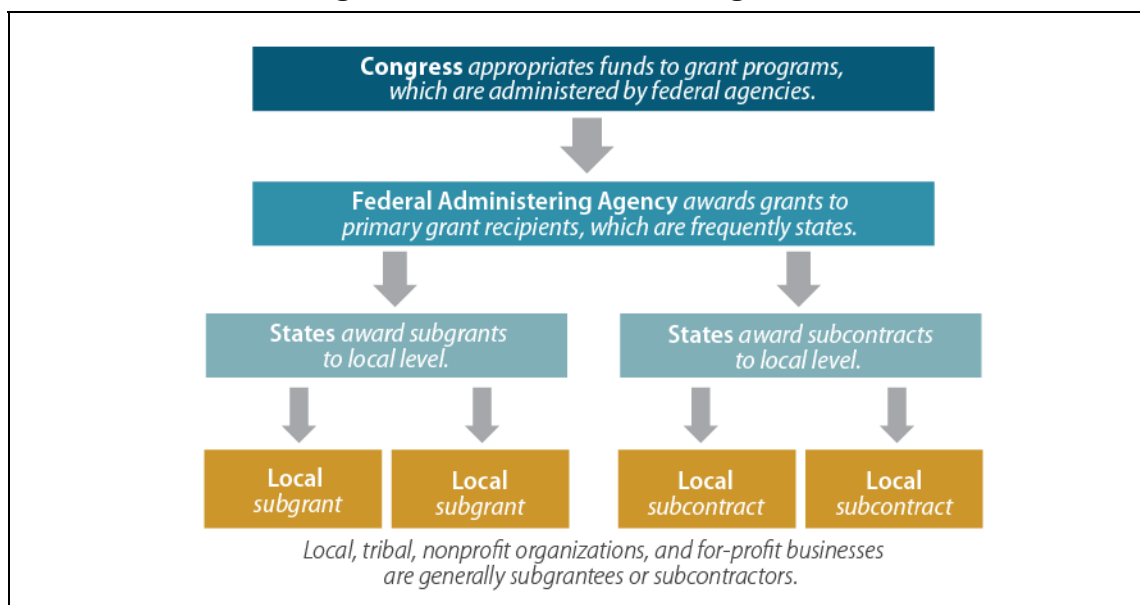 Congress appropriates funds to grant programs,
which are administered by federal agencies.
Federal Administering Agency awards grants to
primary grant recipients, which are frequently states.
States award subgrants
to local level.
States award subcontracts
to local level.
Local
subgrant
Local
subgrant
Local
subcontract
Local
subcontract
Local, tribal, nonprofit organizations, and for-profit businesses
are generally subgrantees or subcontractors.